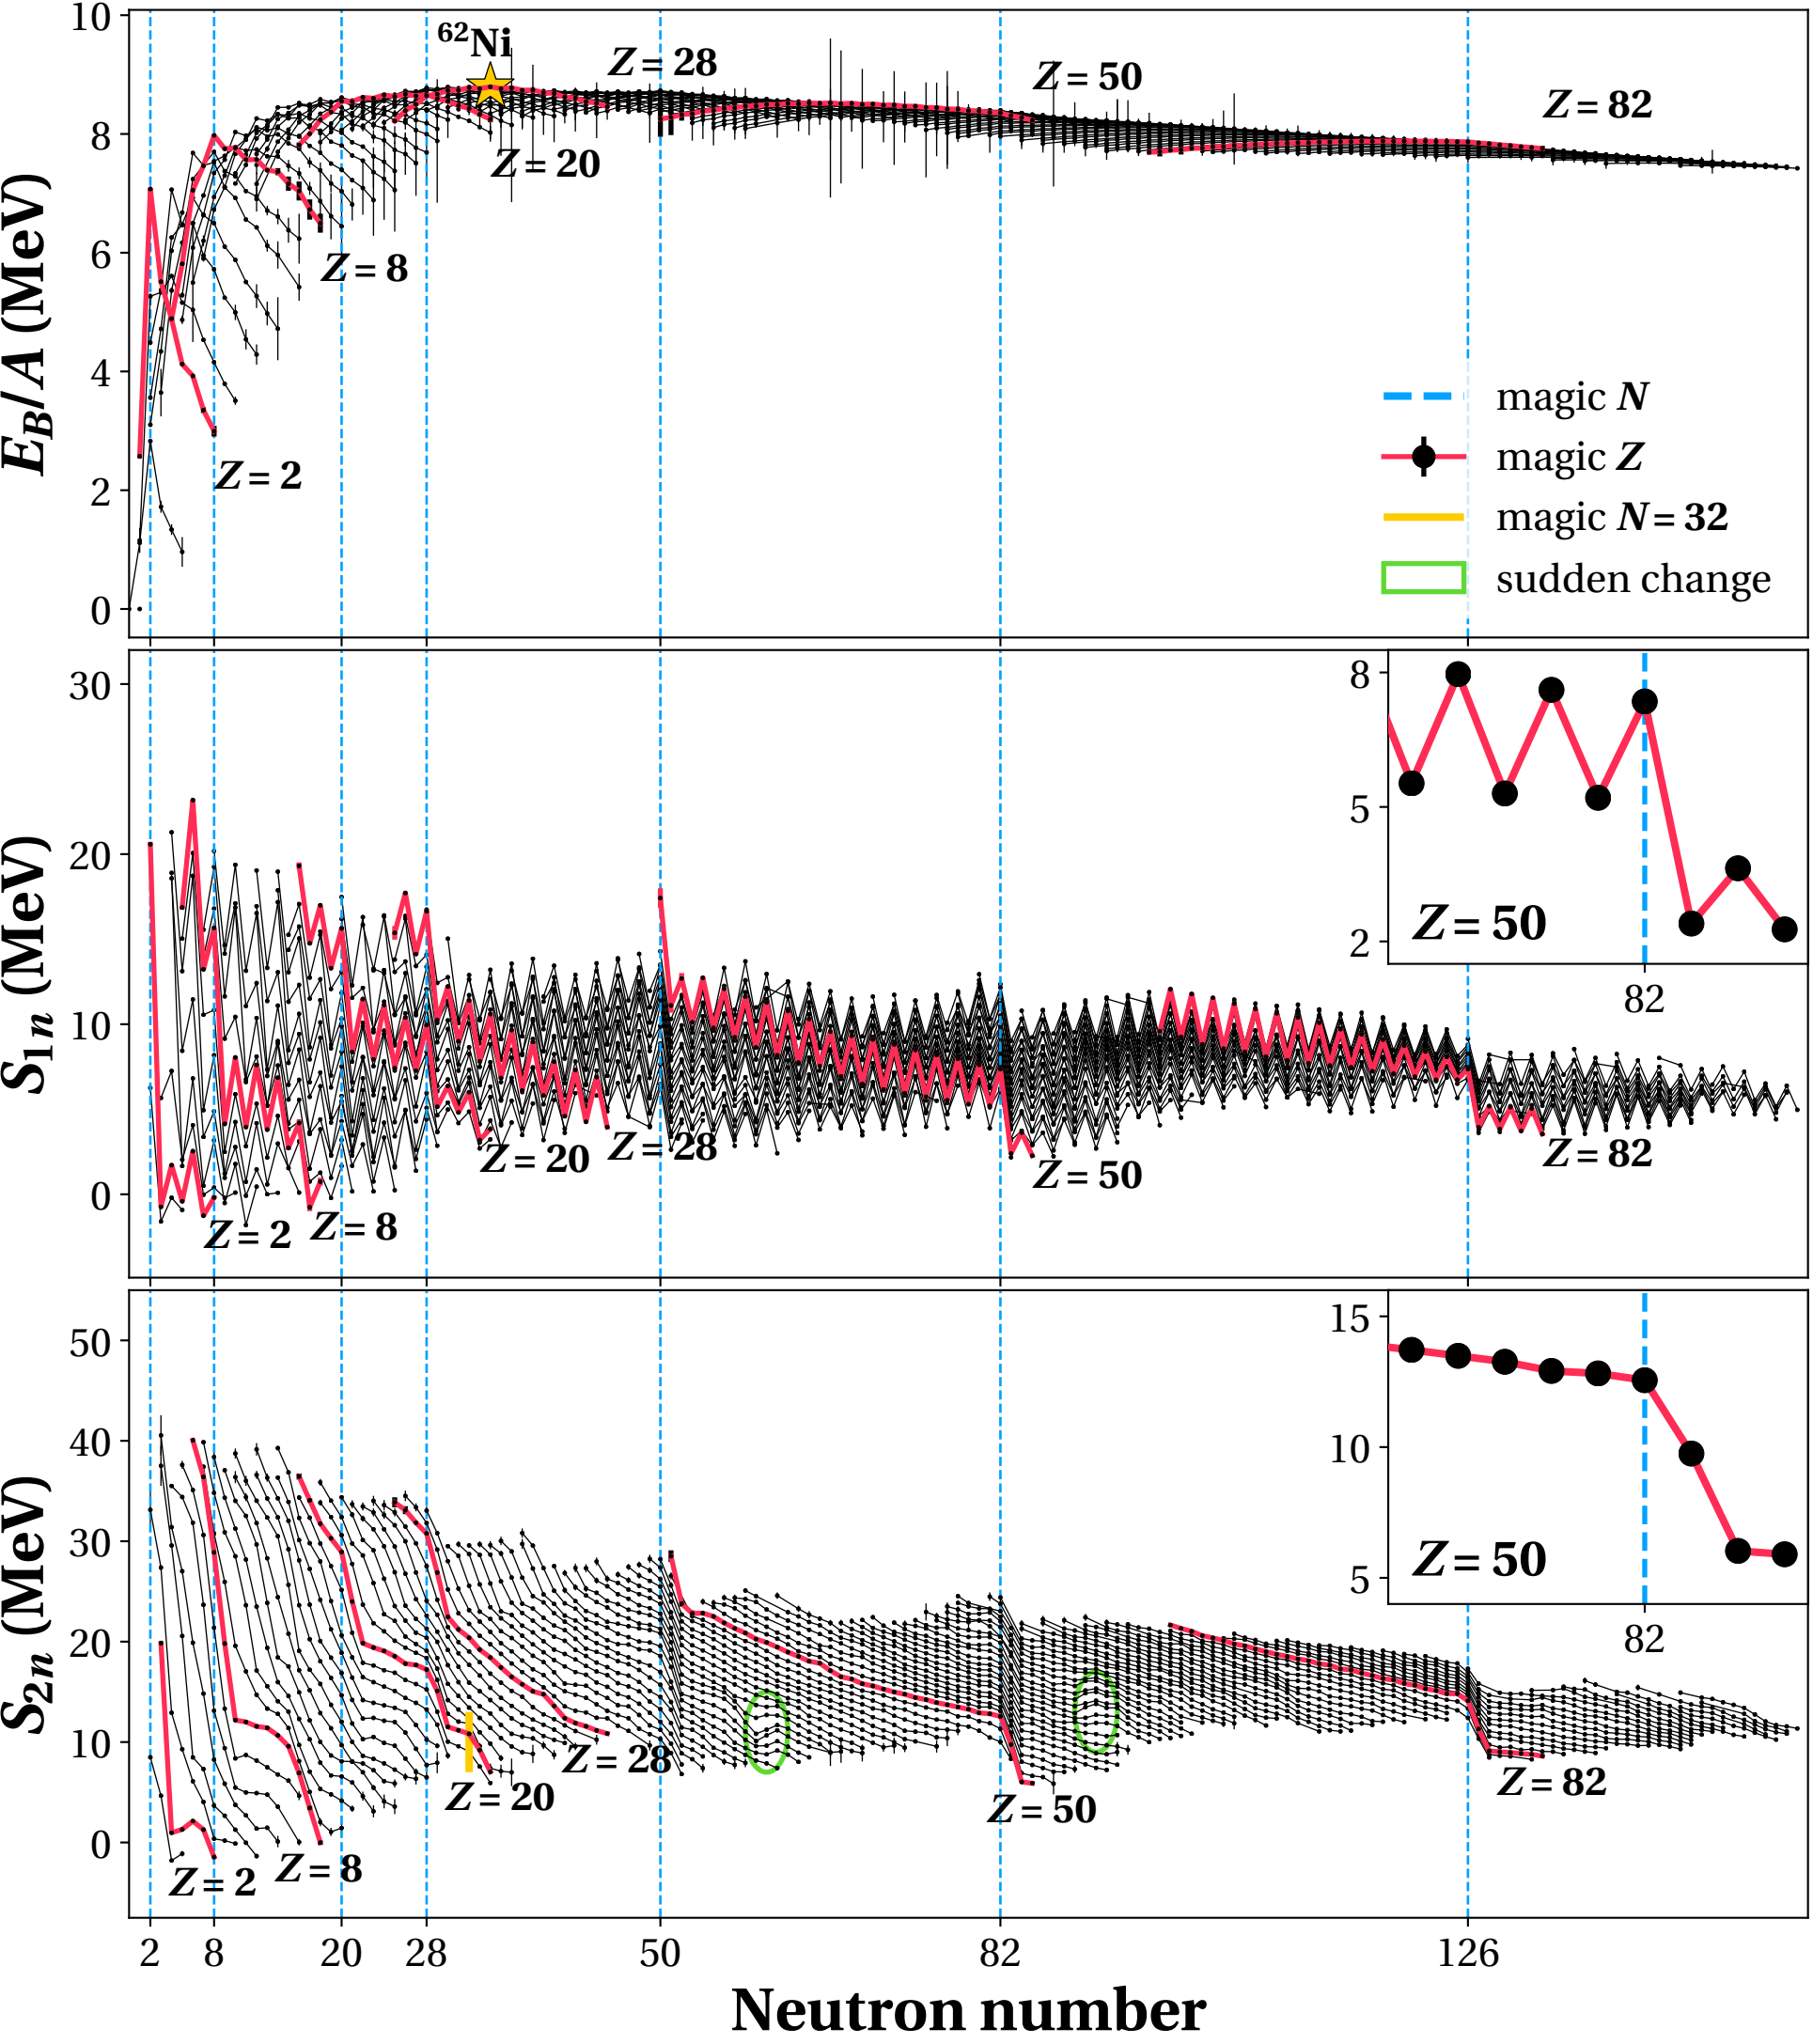 10
8
6
4
2
0
E_B/A (MeV)
⁶²Ni
Z = 28
Z = 50
Z = 82
Z = 20
Z = 8
Z = 2
magic N
magic Z
magic N = 32
sudden change
30
20
10
0
S₁ₙ (MeV)
Z = 2
Z = 8
Z = 20
Z = 28
Z = 50
Z = 82
8
5
2
Z = 50
82
50
40
30
20
10
0
S₂ₙ (MeV)
Z = 2
Z = 8
Z = 20
Z = 28
Z = 50
Z = 82
15
10
5
Z = 50
82
2 8 20 28 50 82 126
Neutron number